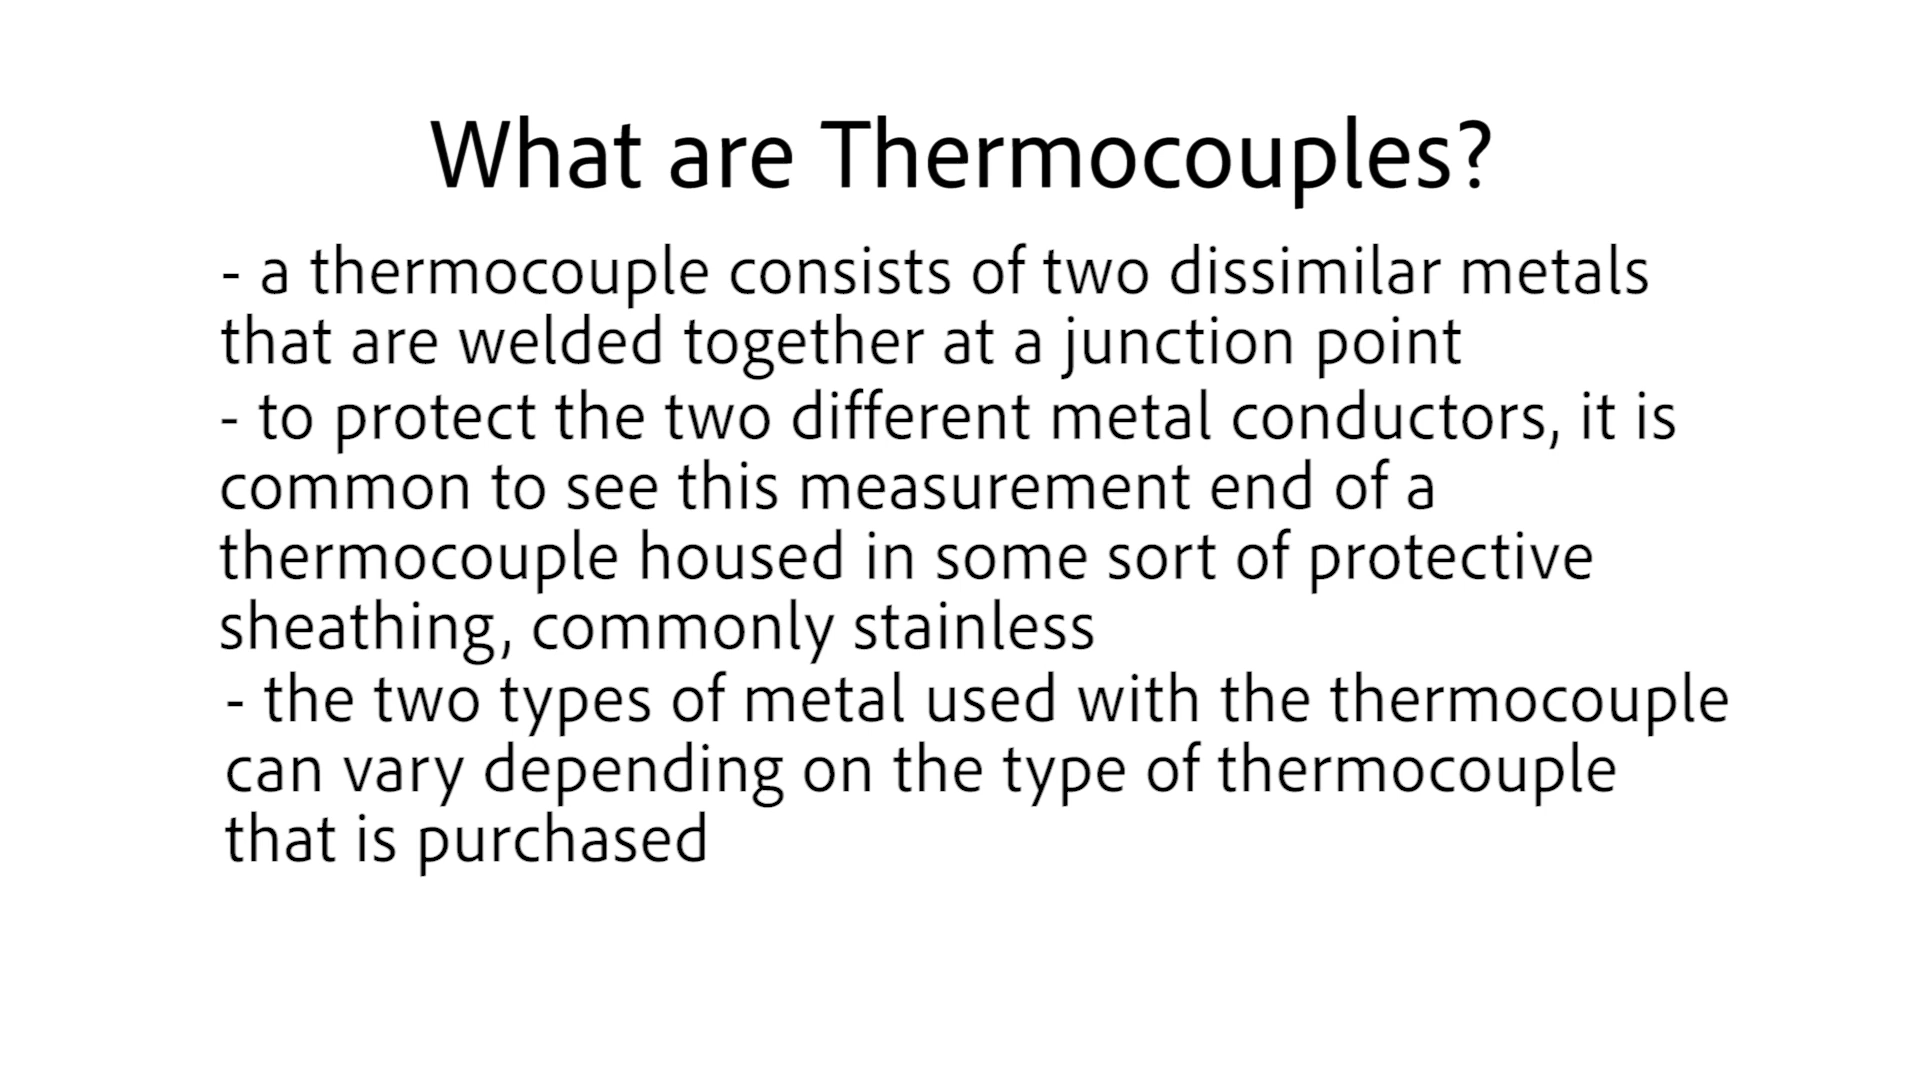 What are Thermocouples?
- a thermocouple consists of two dissimilar metals
that are welded together at a junction point
- to protect the two different metal conductors, it is
common to see this measurement end of a
thermocouple housed in some sort of protective
sheathing, commonly stainless
- the two types of metal used with the thermocouple
can vary depending on the type of thermocouple
that is purchased